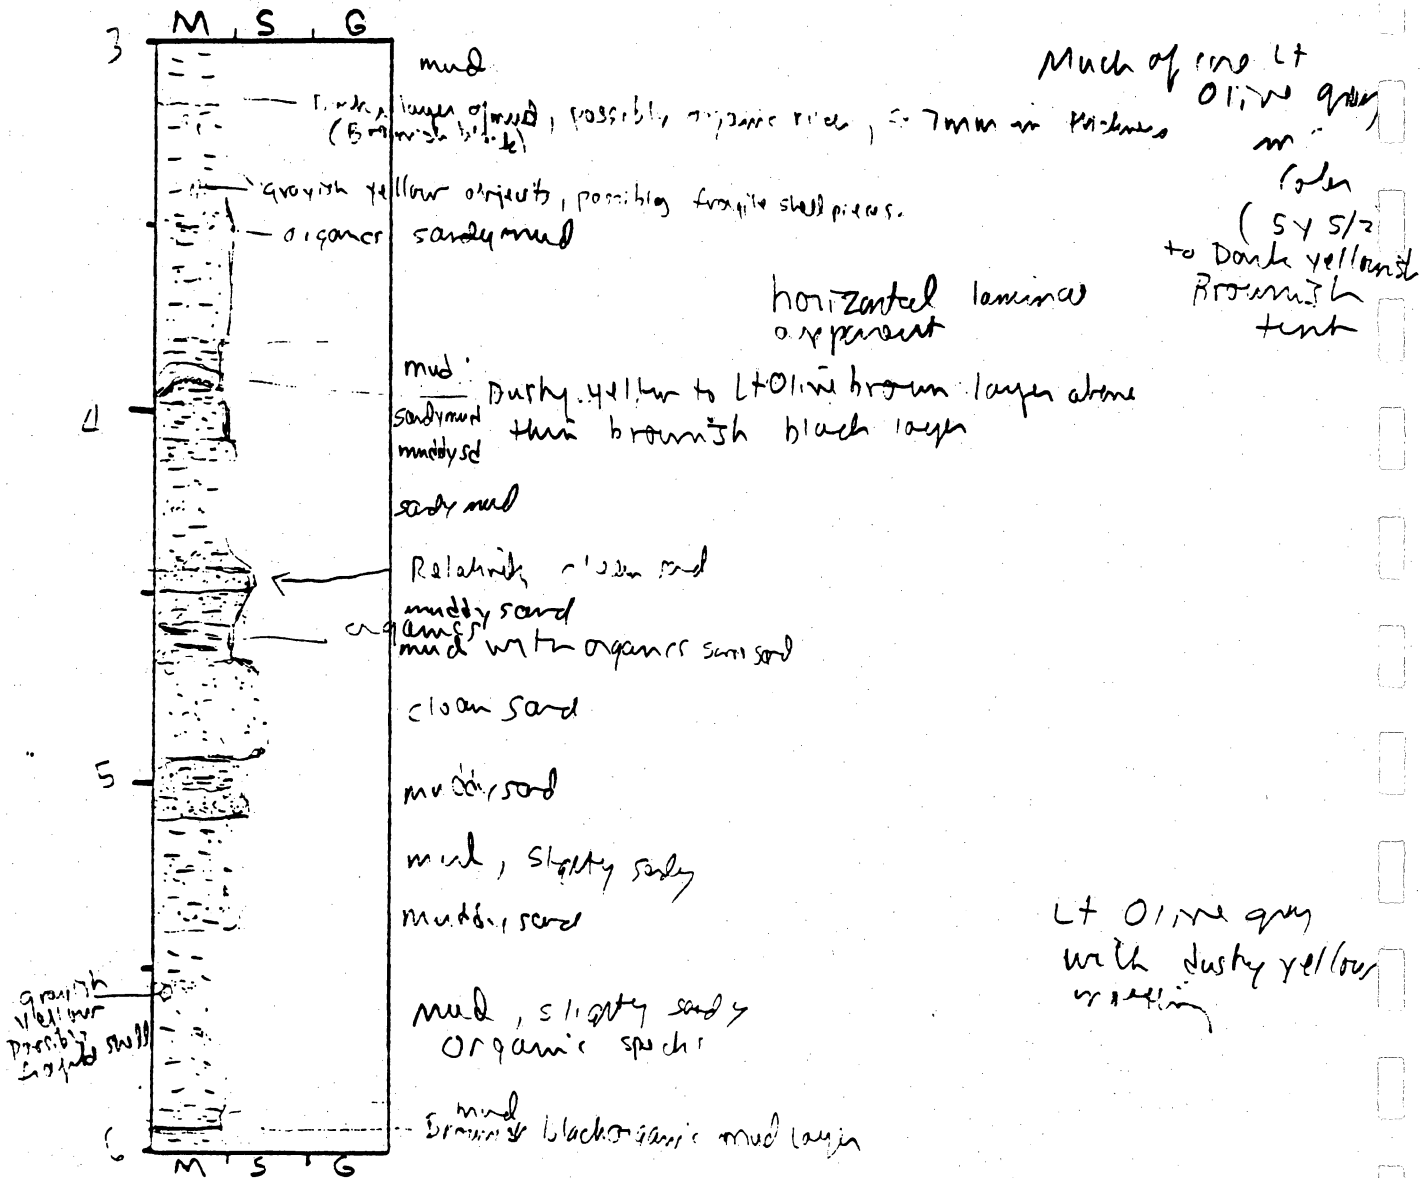 M S G
3
mud
Much of core Lt
Olive gray
in
Color
(5Y 5/2
to Dark yellowish
Brownish
tint
layer of mud, possibly organic rich, 7mm in thickness
(Brownish black)
grayish yellow objects, possibly fragile shell pieces.
organics sandy mud
horizontal laminae
apparent
mud
Dusky yellow to Lt Olive brown layer above
4
sandy mud
thin brownish black layer
muddy sd
sandy mud
Relatively clean sand
muddy sand
organics
mud with organics some sand
clean sand
5
muddy sand
mud, slightly sandy
muddy sand
Lt Olive gray
with dusky yellow
grayish
yellow
possibly
shell
mud, slightly sandy
organic specks
mud
Brownish black organic mud layer
6
M S G